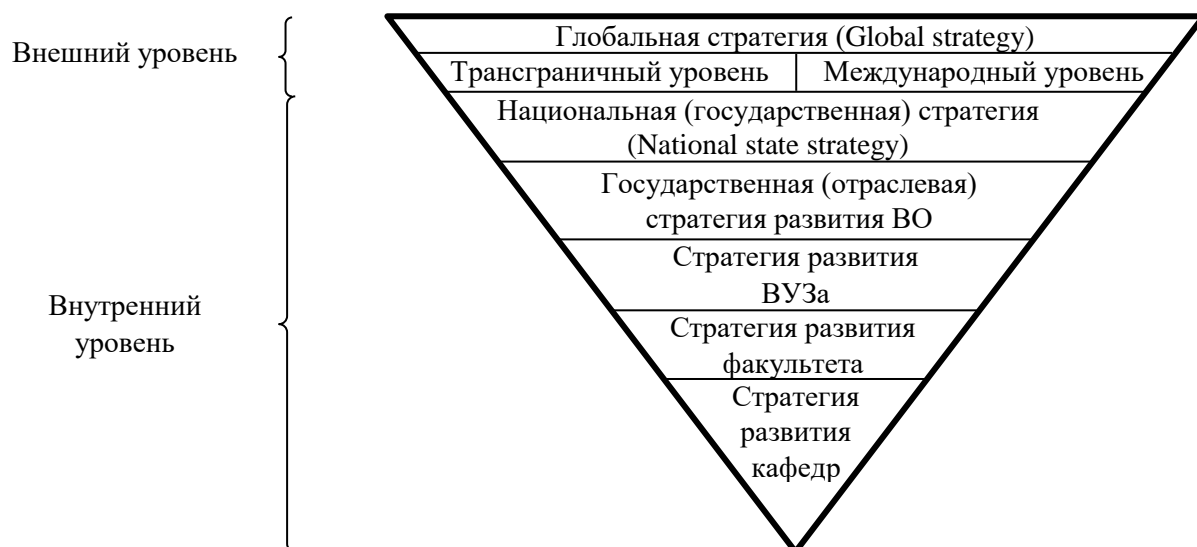 Внешний уровень
Глобальная стратегия (Global strategy)
Трансграничный уровень
Международный уровень
Национальная (государственная) стратегия
(National state strategy)
Государственная (отраслевая)
стратегия развития ВО
Стратегия развития
ВУЗа
Внутренний
уровень
Стратегия развития
факультета
Стратегия
развития
кафедр